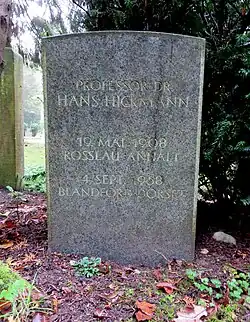 PROFESSOR DR.
HANS HICKMANN
19. MAI 1908
ROSSLAU-ANHALT
4. SEPT. 1968
BLANDFORD-DORSET